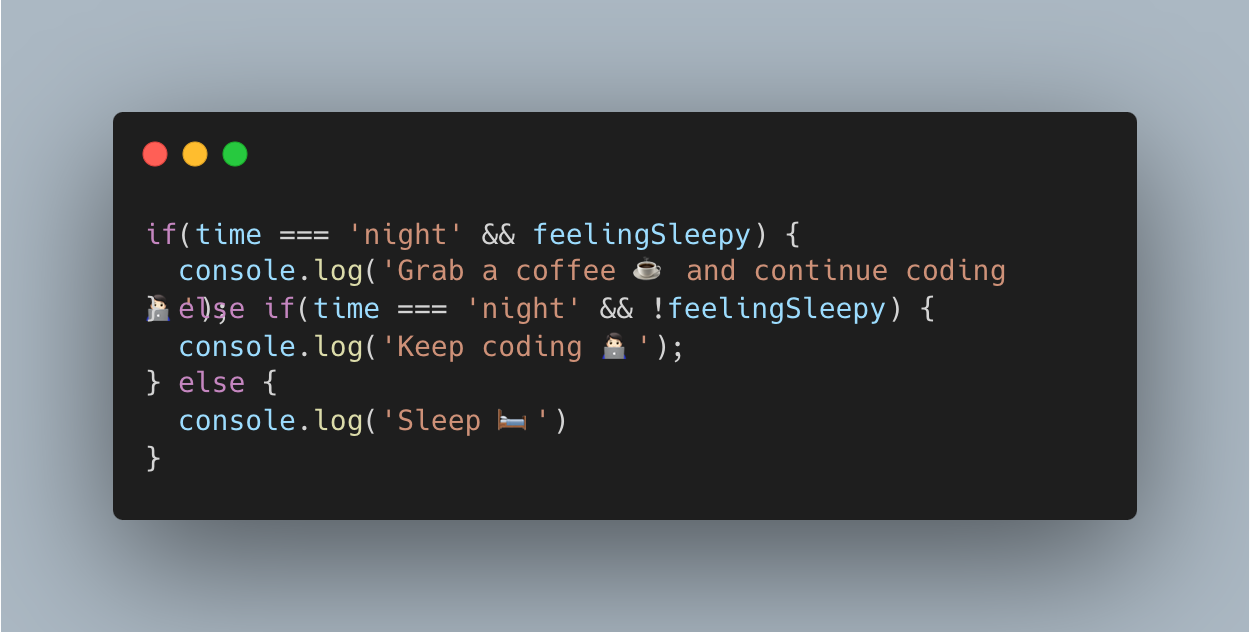 if(time === 'night' && feelingSleepy) {
  console.log('Grab a coffee ☕ and continue coding
👨🏻‍💻 ');
} else if(time === 'night' && !feelingSleepy) {
  console.log('Keep coding 👨🏻‍💻 ');
} else {
  console.log('Sleep 🛏️ ')
}